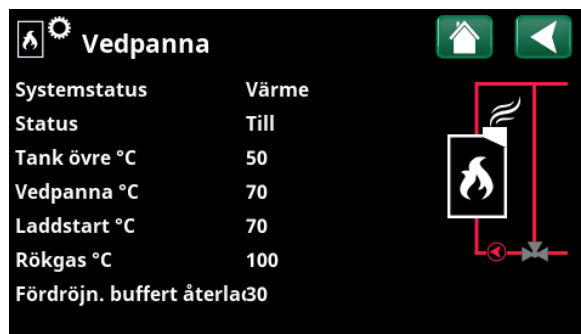 Vedpanna
Systemstatus Värme
Status Till
Tank övre °C 50
Vedpanna °C 70
Laddstart °C 70
Rökgas °C 100
Fördröjn. buffert återla 30